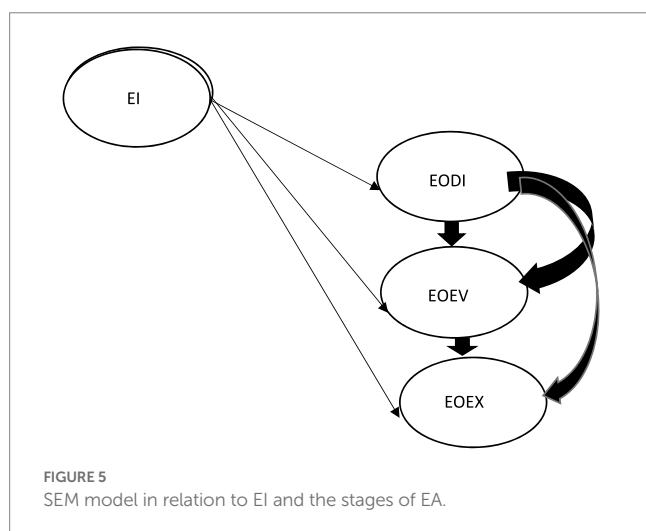 EI
EODI
EOEV
EOEX
FIGURE 5
SEM model in relation to EI and the stages of EA.